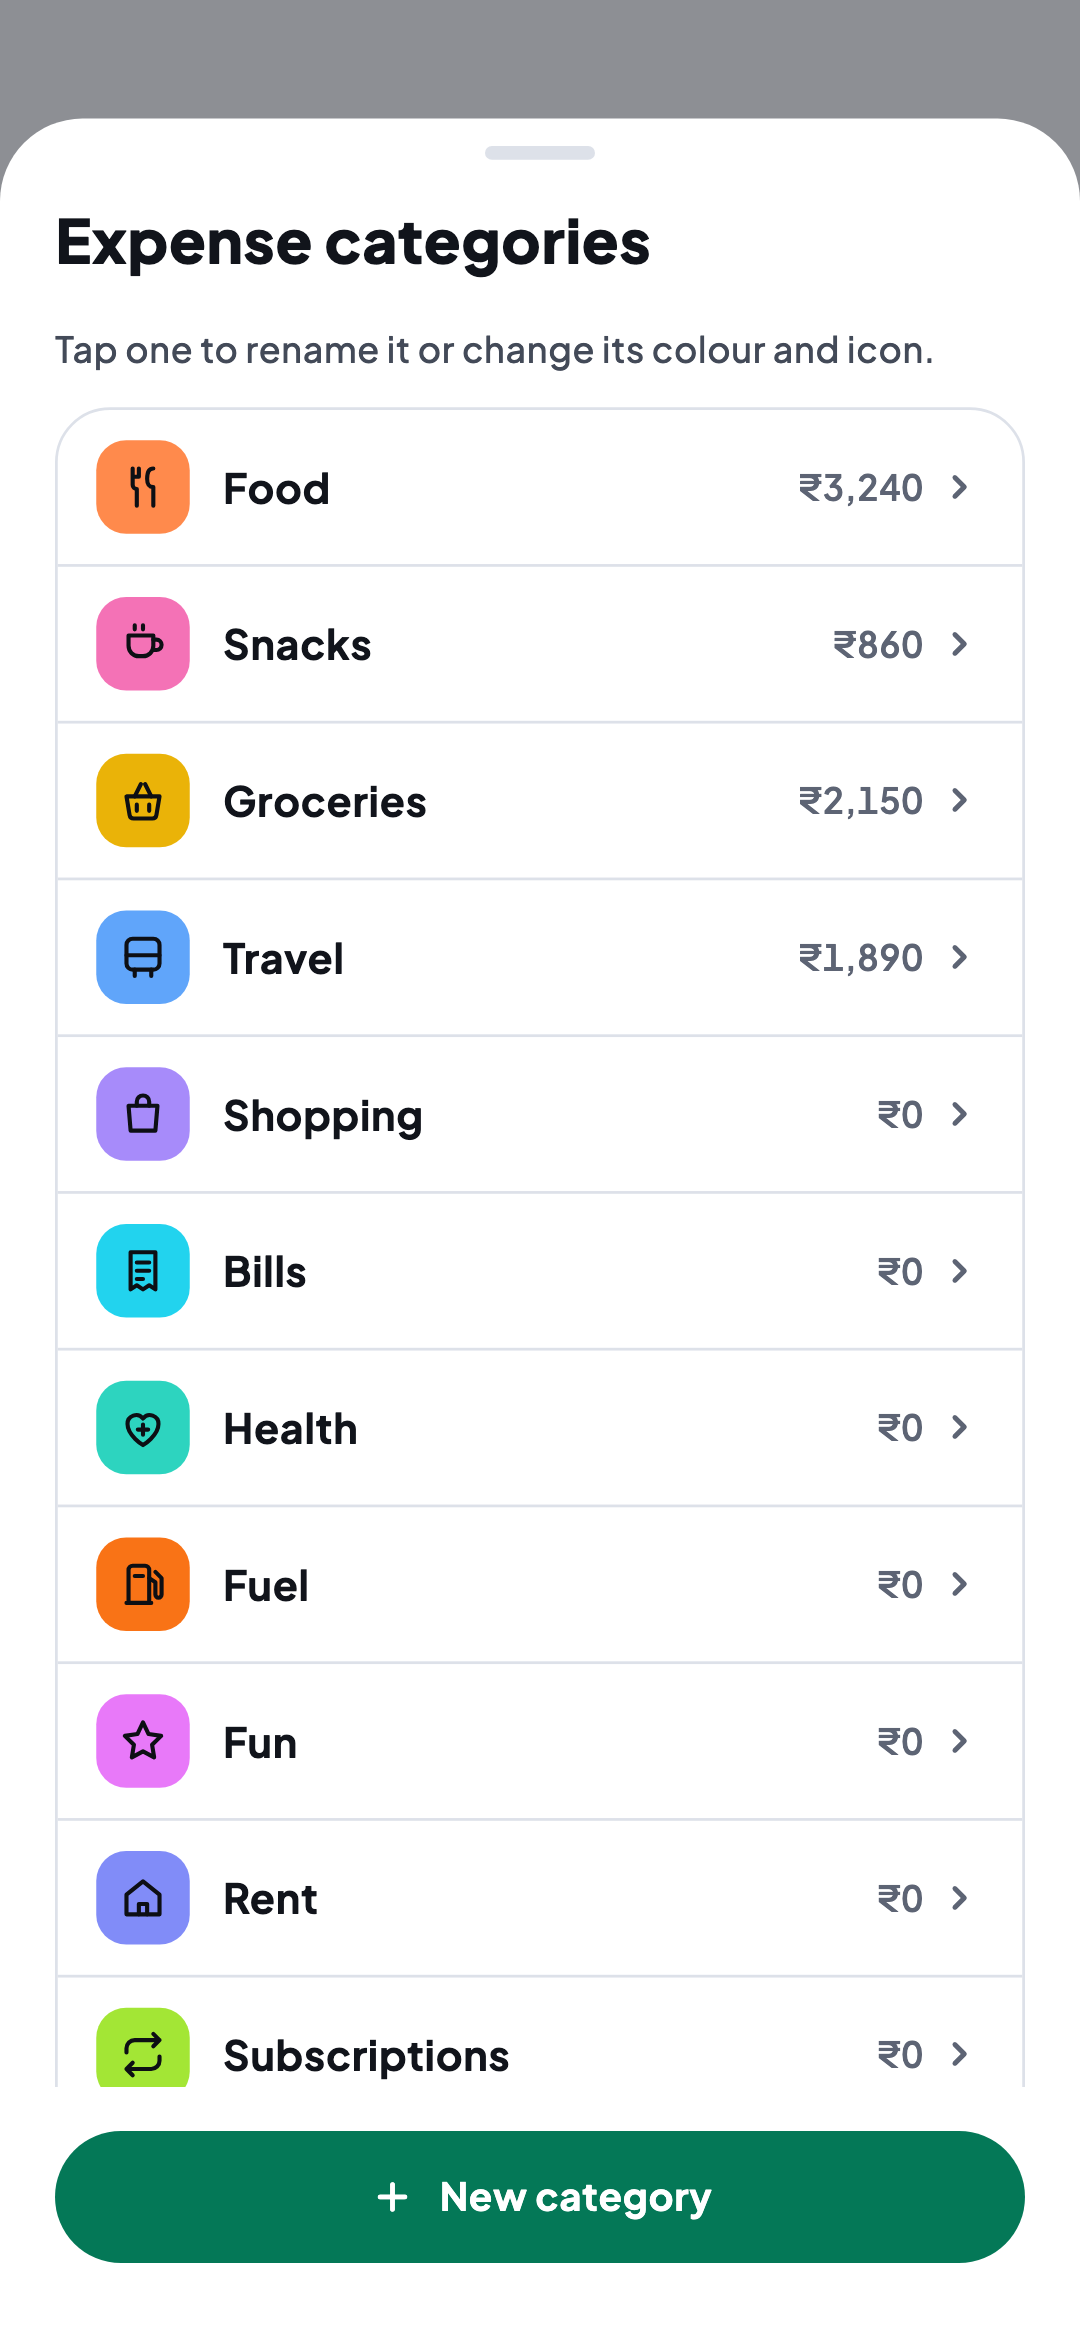 Expense categories
Tap one to rename it or change its colour and icon.
Food ₹3,240
Snacks ₹860
Groceries ₹2,150
Travel ₹1,890
Shopping ₹0
Bills ₹0
Health ₹0
Fuel ₹0
Fun ₹0
Rent ₹0
Subscriptions ₹0
New category